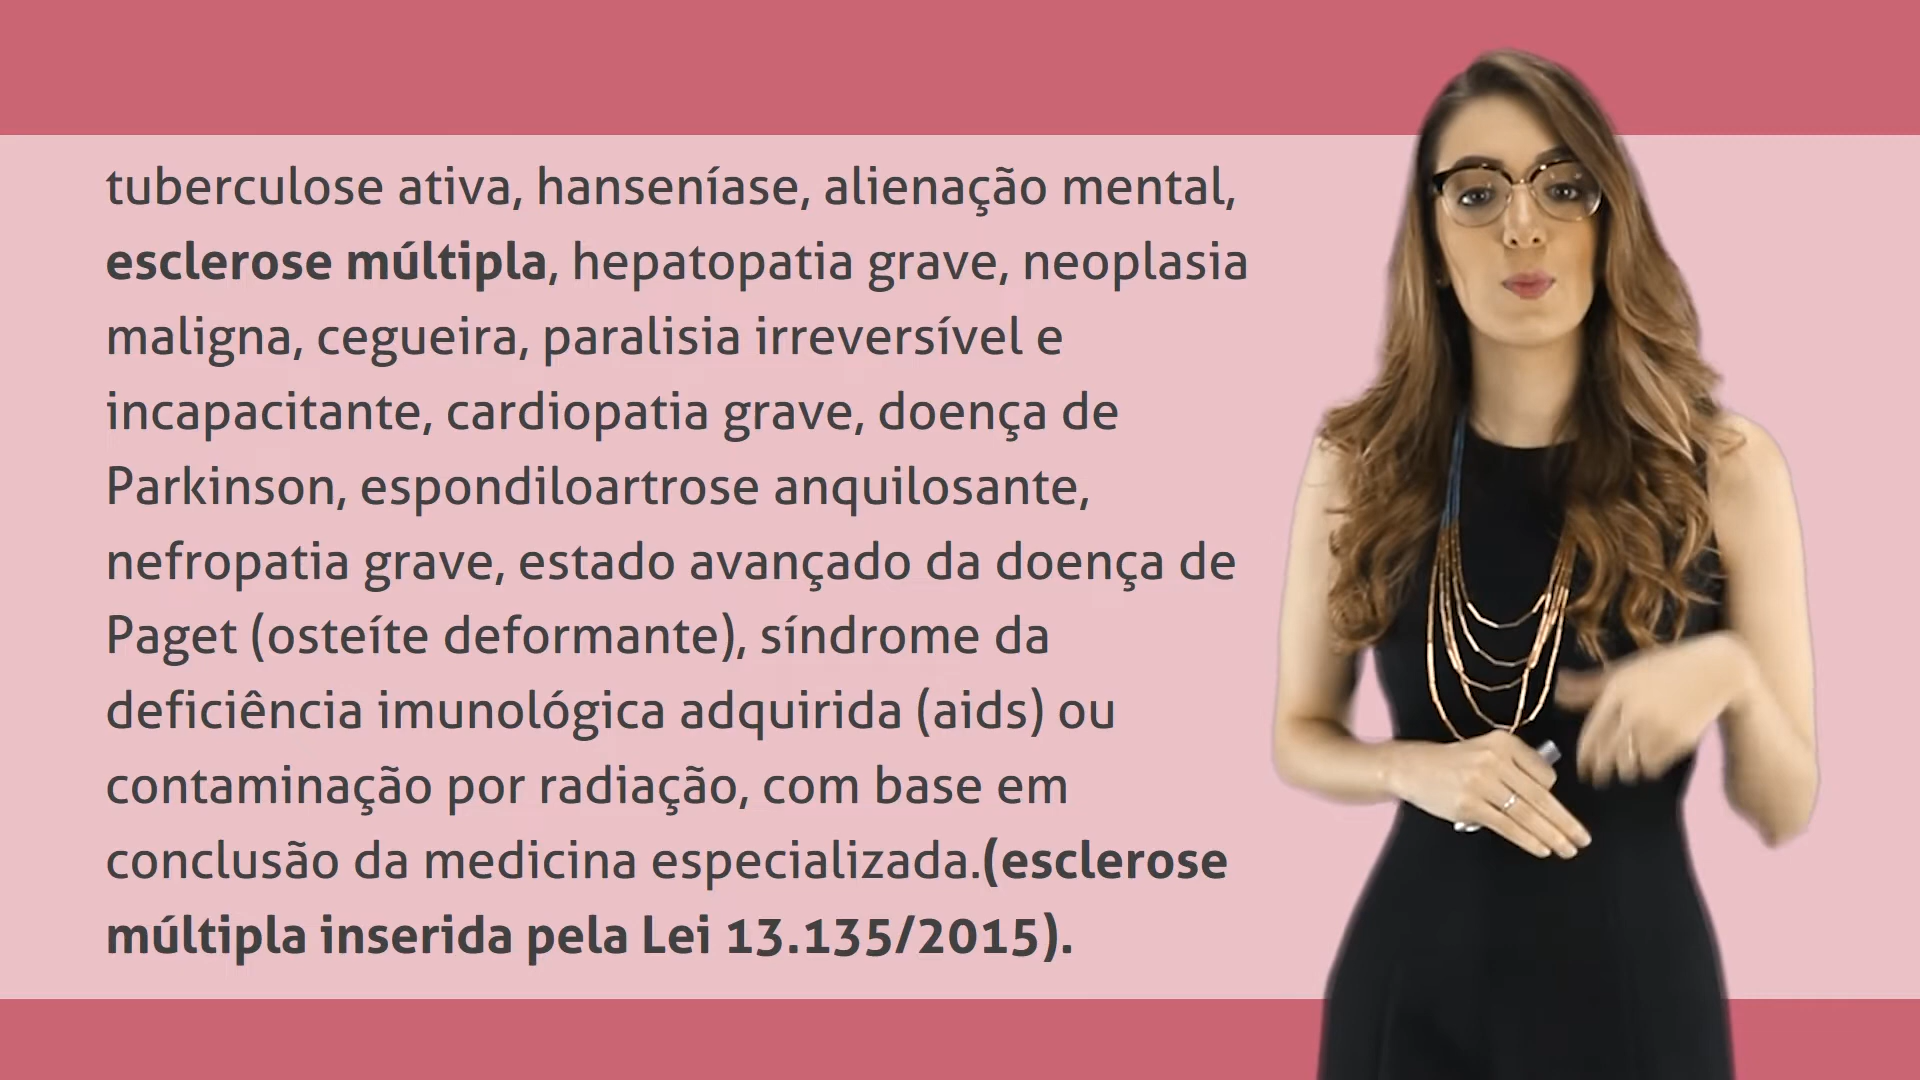 tuberculose ativa, hanseníase, alienação mental,
esclerose múltipla, hepatopatia grave, neoplasia
maligna, cegueira, paralisia irreversível e
incapacitante, cardiopatia grave, doença de
Parkinson, espondiloartrose anquilosante,
nefropatia grave, estado avançado da doença de
Paget (osteíte deformante), síndrome da
deficiência imunológica adquirida (aids) ou
contaminação por radiação, com base em
conclusão da medicina especializada.(esclerose
múltipla inserida pela Lei 13.135/2015).